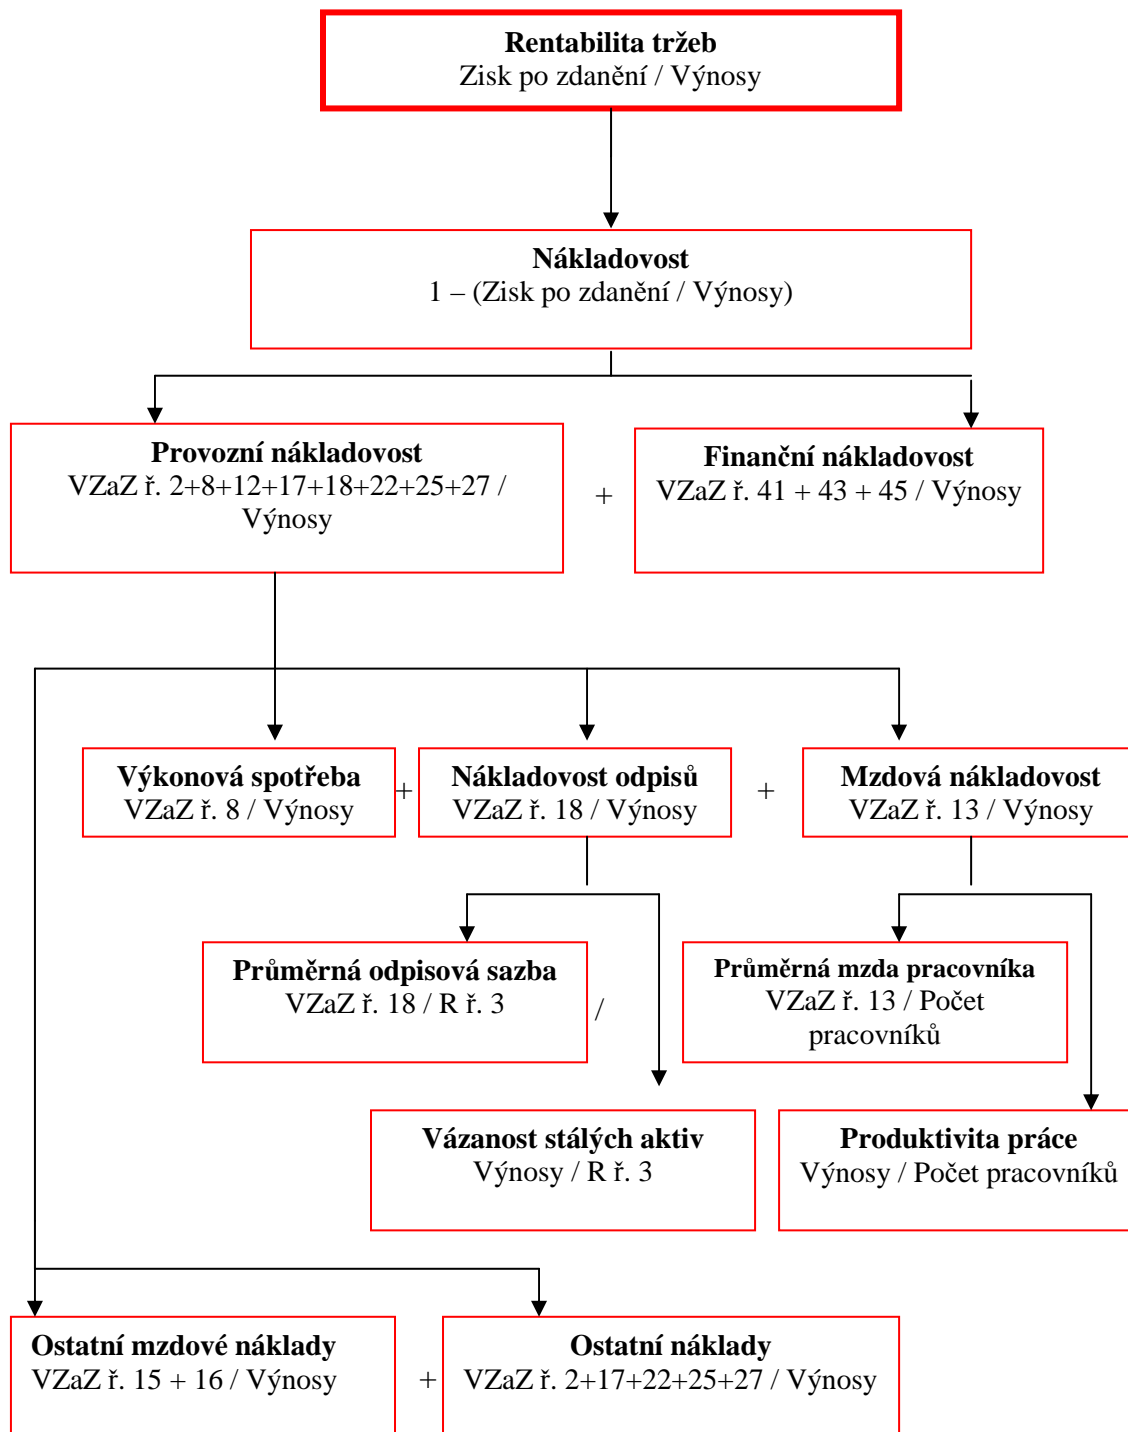 Rentabilita tržeb
Zisk po zdanění / Výnosy
Nákladovost
1 – (Zisk po zdanění / Výnosy)
Provozní nákladovost
VZaZ ř. 2+8+12+17+18+22+25+27 /
Výnosy
+
Finanční nákladovost
VZaZ ř. 41 + 43 + 45 / Výnosy
Výkonová spotřeba
VZaZ ř. 8 / Výnosy
+
Nákladovost odpisů
VZaZ ř. 18 / Výnosy
+
Mzdová nákladovost
VZaZ ř. 13 / Výnosy
Průměrná odpisová sazba
VZaZ ř. 18 / R ř. 3
/
Průměrná mzda pracovníka
VZaZ ř. 13 / Počet
pracovníků
Vázanost stálých aktiv
Výnosy / R ř. 3
Produktivita práce
Výnosy / Počet pracovníků
Ostatní mzdové náklady
VZaZ ř. 15 + 16 / Výnosy
+
Ostatní náklady
VZaZ ř. 2+17+22+25+27 / Výnosy